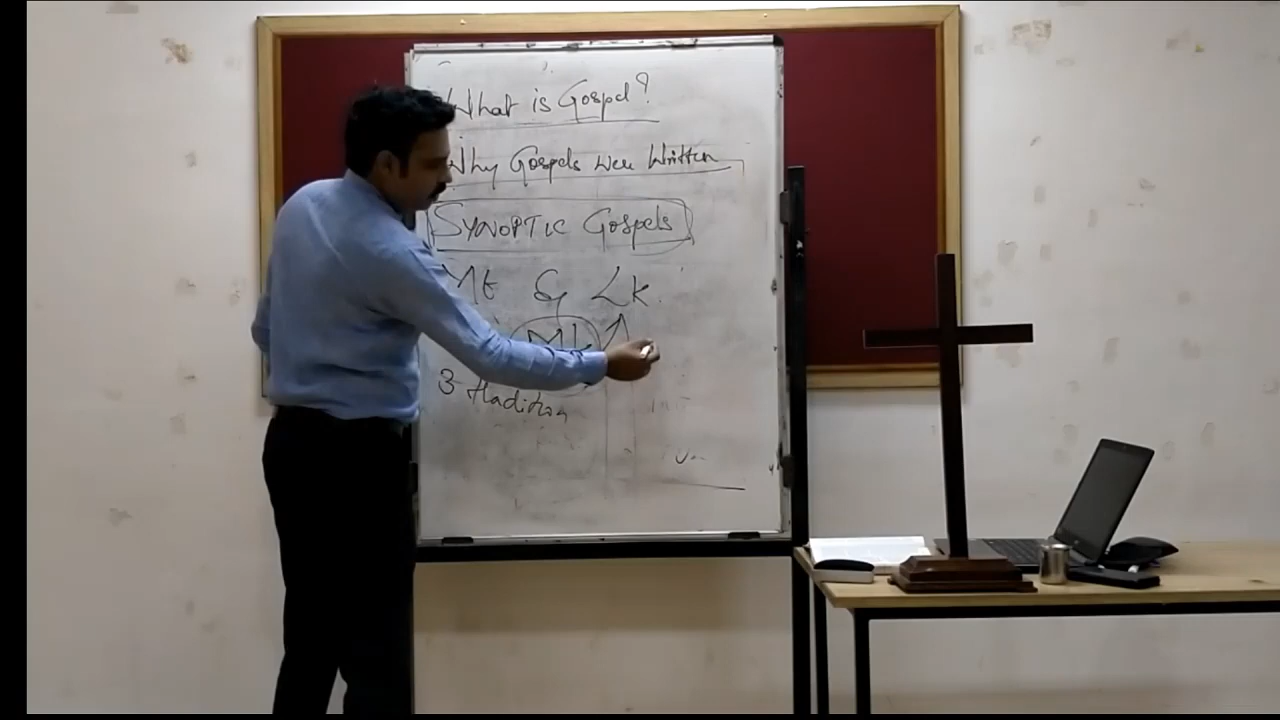 What is Gospel?
Why Gospels were Written
SYNOPTIC Gospels
Mt & Lk.
Mk
3 tradition